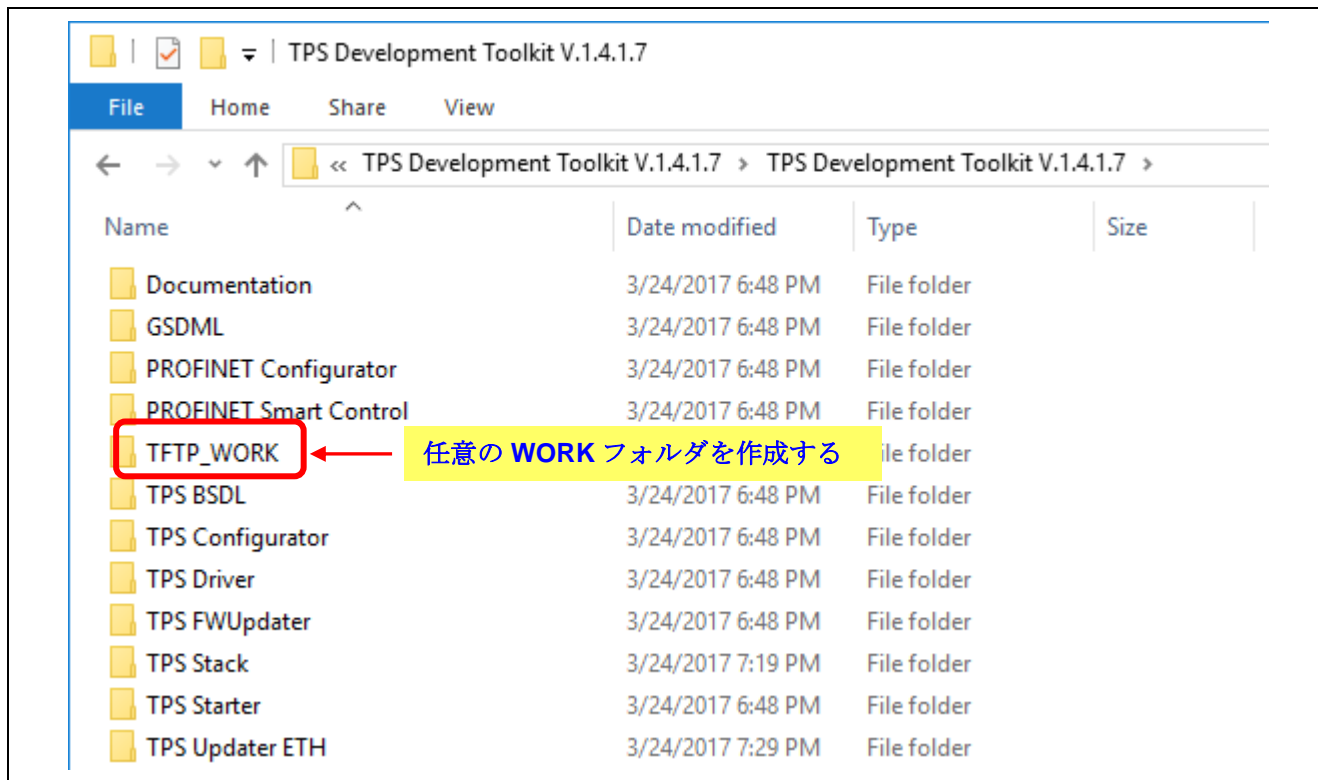 TPS Development Toolkit V.1.4.1.7
File Home Share View
« TPS Development Toolkit V.1.4.1.7 > TPS Development Toolkit V.1.4.1.7 >
Name Date modified Type Size
Documentation 3/24/2017 6:48 PM File folder
GSDML 3/24/2017 6:48 PM File folder
PROFINET Configurator 3/24/2017 6:48 PM File folder
PROFINET Smart Control 3/24/2017 6:48 PM File folder
TFTP_WORK 任意の WORK フォルダを作成する ile folder
TPS BSDL 3/24/2017 6:48 PM File folder
TPS Configurator 3/24/2017 6:48 PM File folder
TPS Driver 3/24/2017 6:48 PM File folder
TPS FWUpdater 3/24/2017 6:48 PM File folder
TPS Stack 3/24/2017 7:19 PM File folder
TPS Starter 3/24/2017 6:48 PM File folder
TPS Updater ETH 3/24/2017 7:29 PM File folder